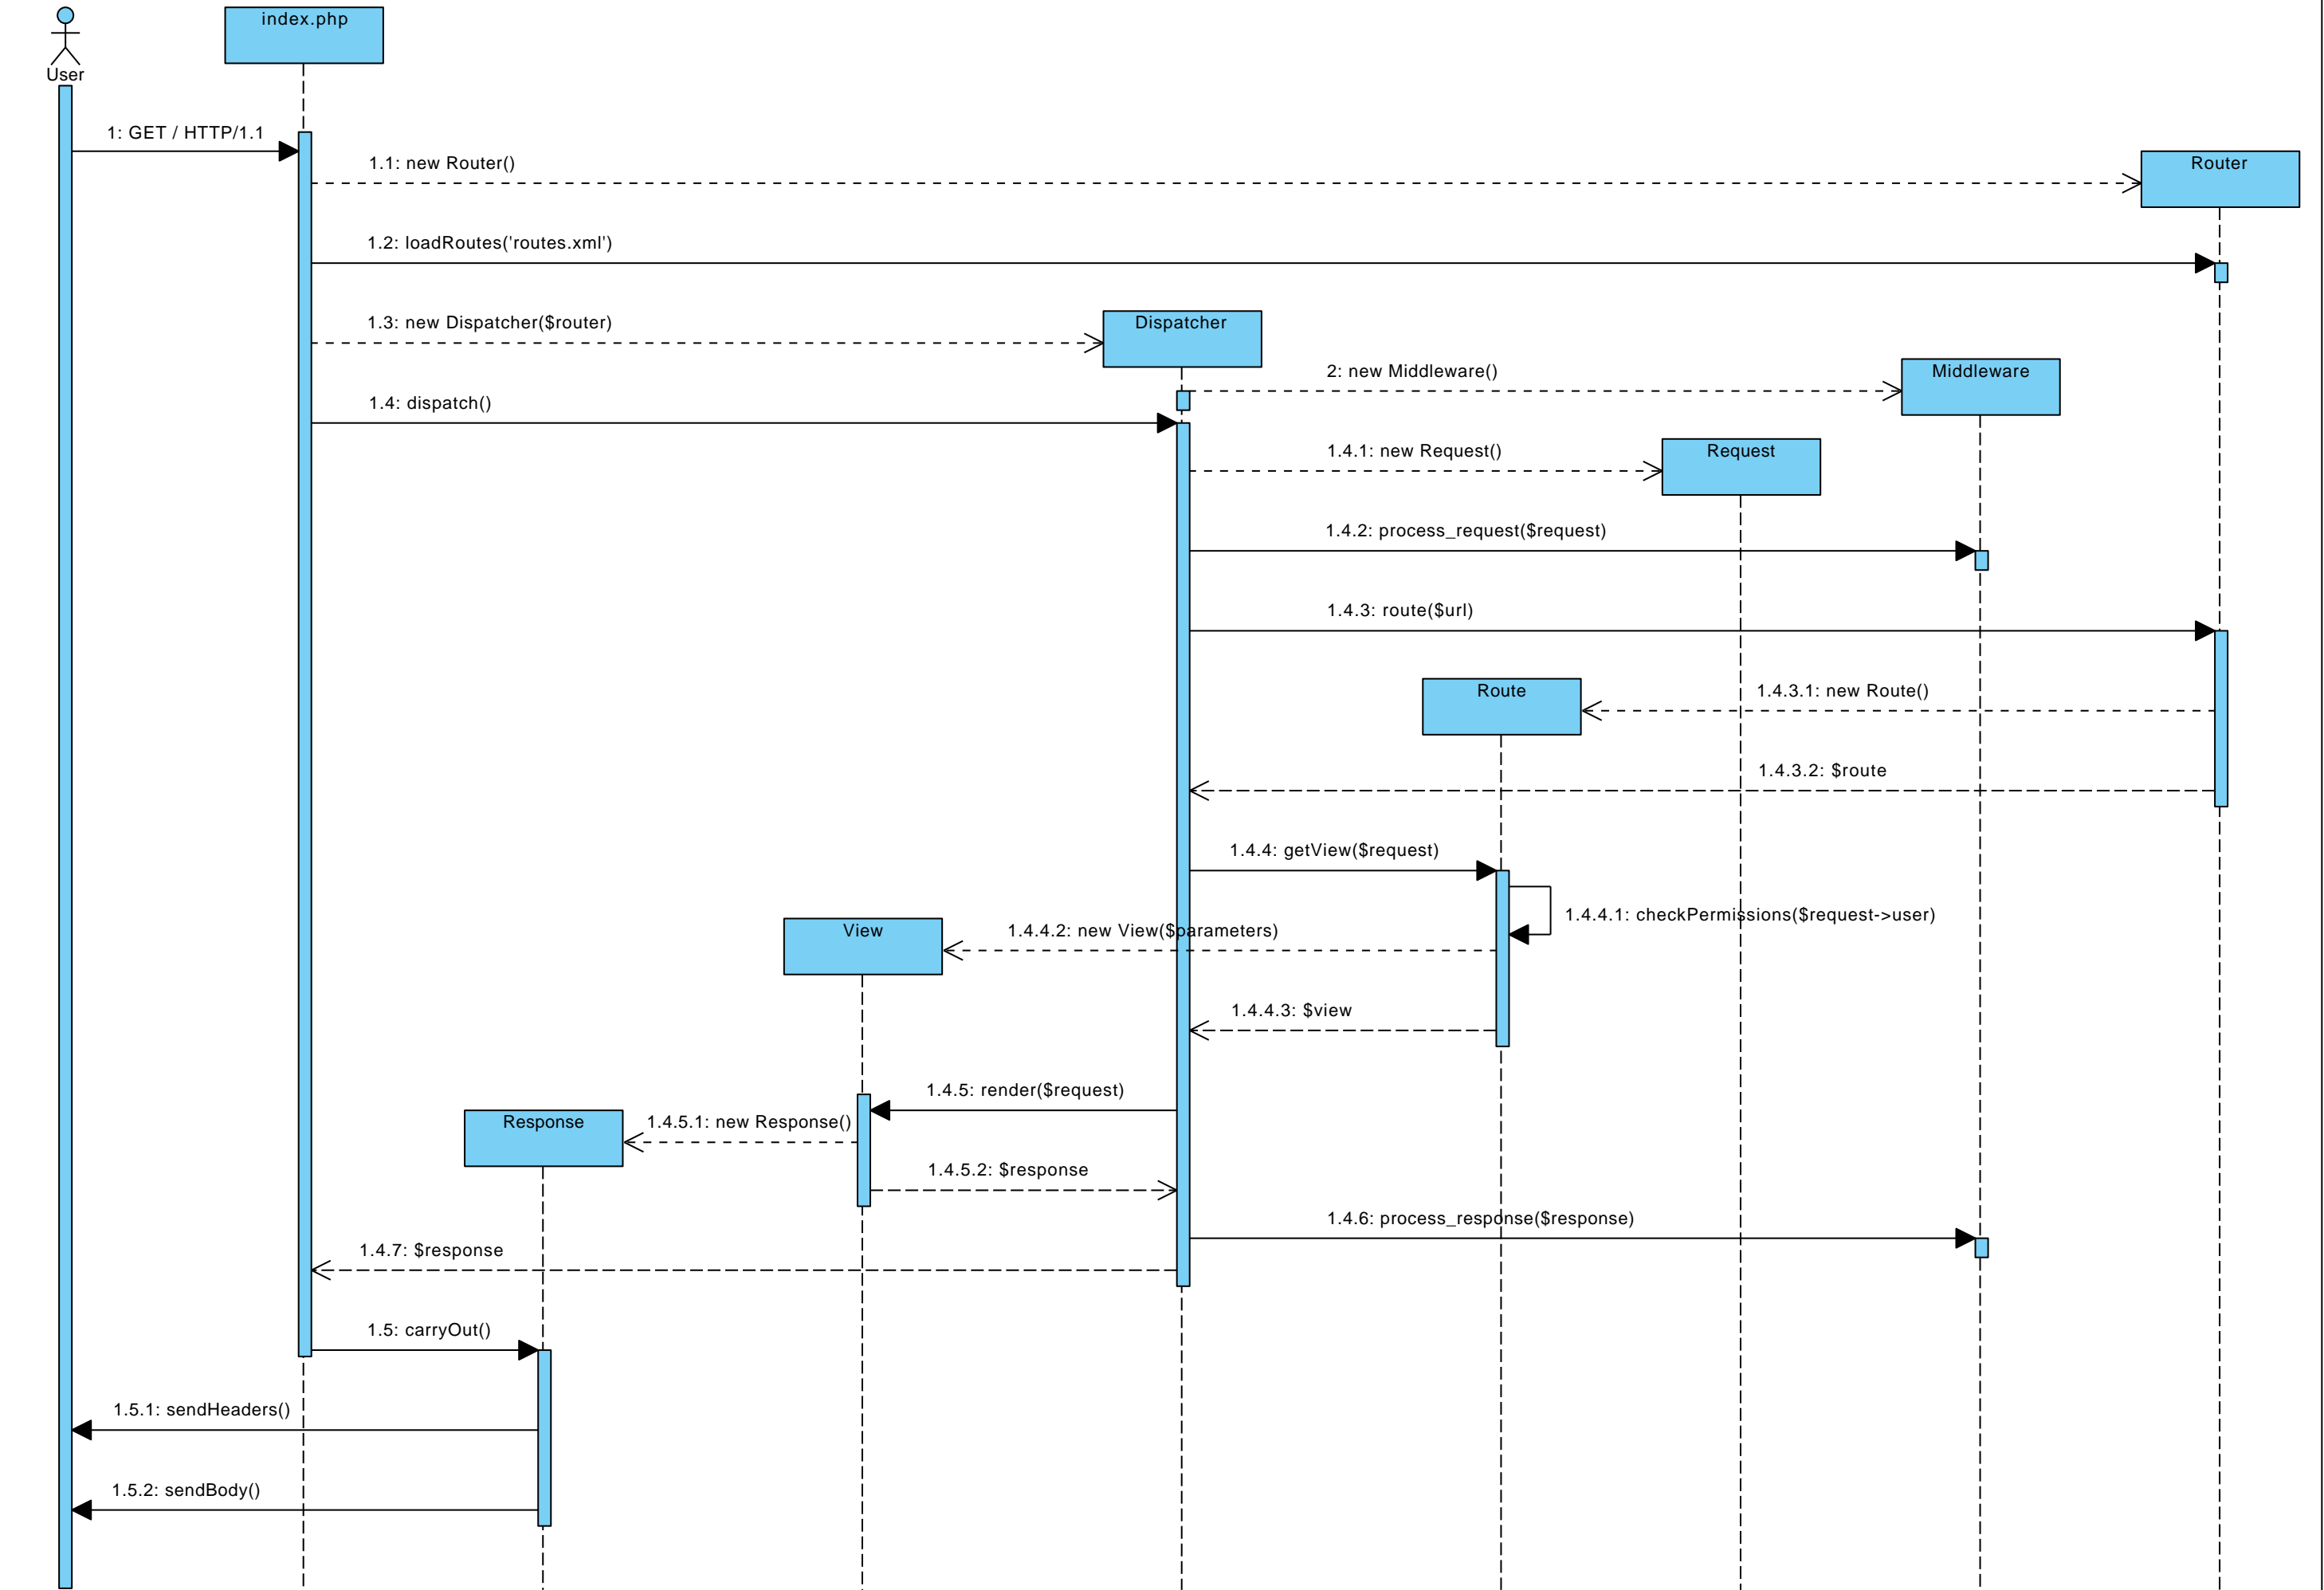 index.php
User
1: GET / HTTP/1.1
1.1: new Router()
Router
1.2: loadRoutes('routes.xml')
1.3: new Dispatcher($router)
Dispatcher
2: new Middleware()
Middleware
1.4: dispatch()
1.4.1: new Request()
Request
1.4.2: process_request($request)
1.4.3: route($url)
Route
1.4.3.1: new Route()
1.4.3.2: $route
1.4.4: getView($request)
1.4.4.1: checkPermissions($request->user)
View
1.4.4.2: new View($parameters)
1.4.4.3: $view
1.4.5: render($request)
Response
1.4.5.1: new Response()
1.4.5.2: $response
1.4.6: process_response($response)
1.4.7: $response
1.5: carryOut()
1.5.1: sendHeaders()
1.5.2: sendBody()